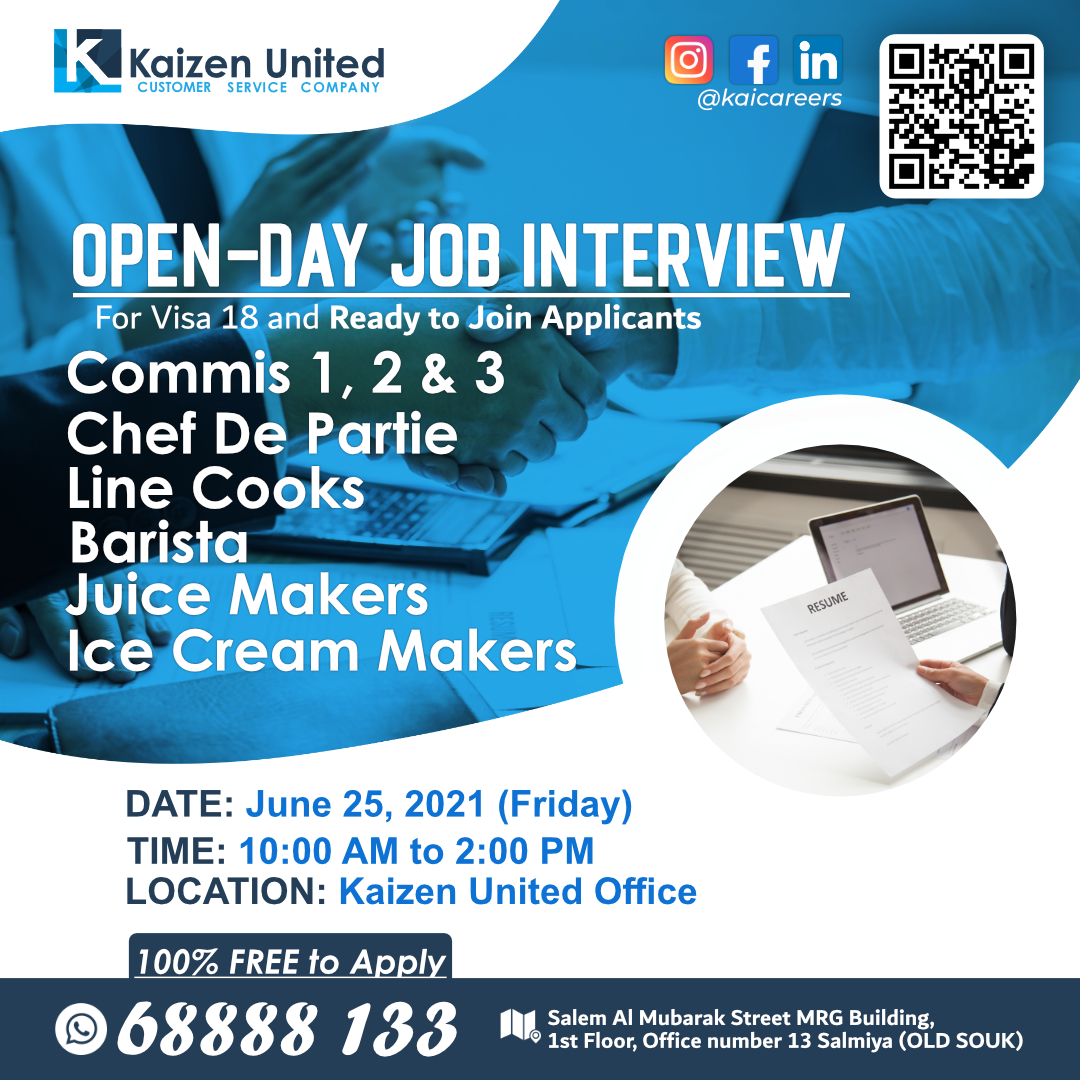 Kaizen United
CUSTOMER SERVICE COMPANY
@kaicareers
OPEN-DAY JOB INTERVIEW
For Visa 18 and Ready to Join Applicants
Commis 1, 2 & 3
Chef De Partie
Line Cooks
Barista
Juice Makers
Ice Cream Makers
RESUME
DATE: June 25, 2021 (Friday)
TIME: 10:00 AM to 2:00 PM
LOCATION: Kaizen United Office
100% FREE to Apply
68888 133
Salem Al Mubarak Street MRG Building,
1st Floor, Office number 13 Salmiya (OLD SOUK)